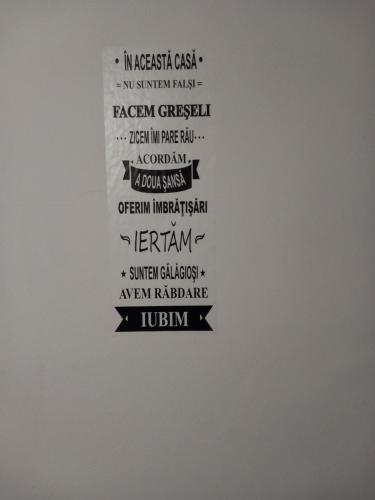 • ÎN ACEASTĂ CASĂ •
= NU SUNTEM FALȘI =
FACEM GREȘELI
··· ZICEM ÎMI PARE RĂU ···
ACORDĂM
A DOUA ȘANSĂ
OFERIM ÎMBRĂȚIȘĂRI
IERTĂM
★ SUNTEM GĂLĂGIOȘI ★
AVEM RĂBDARE
IUBIM